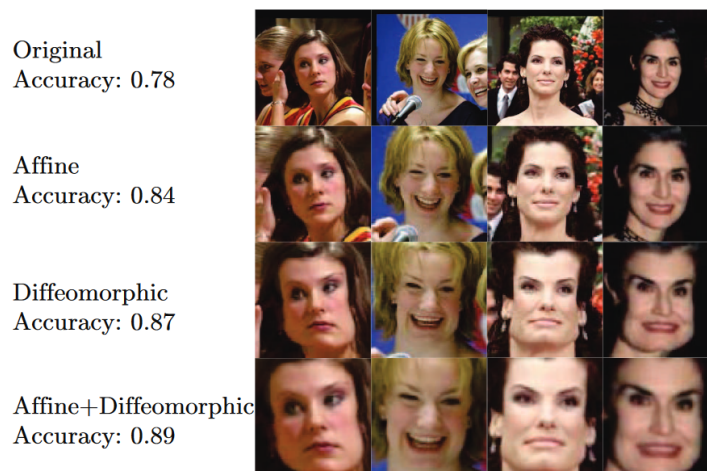 Original
Accuracy: 0.78
Affine
Accuracy: 0.84
Diffeomorphic
Accuracy: 0.87
Affine+Diffeomorphic
Accuracy: 0.89